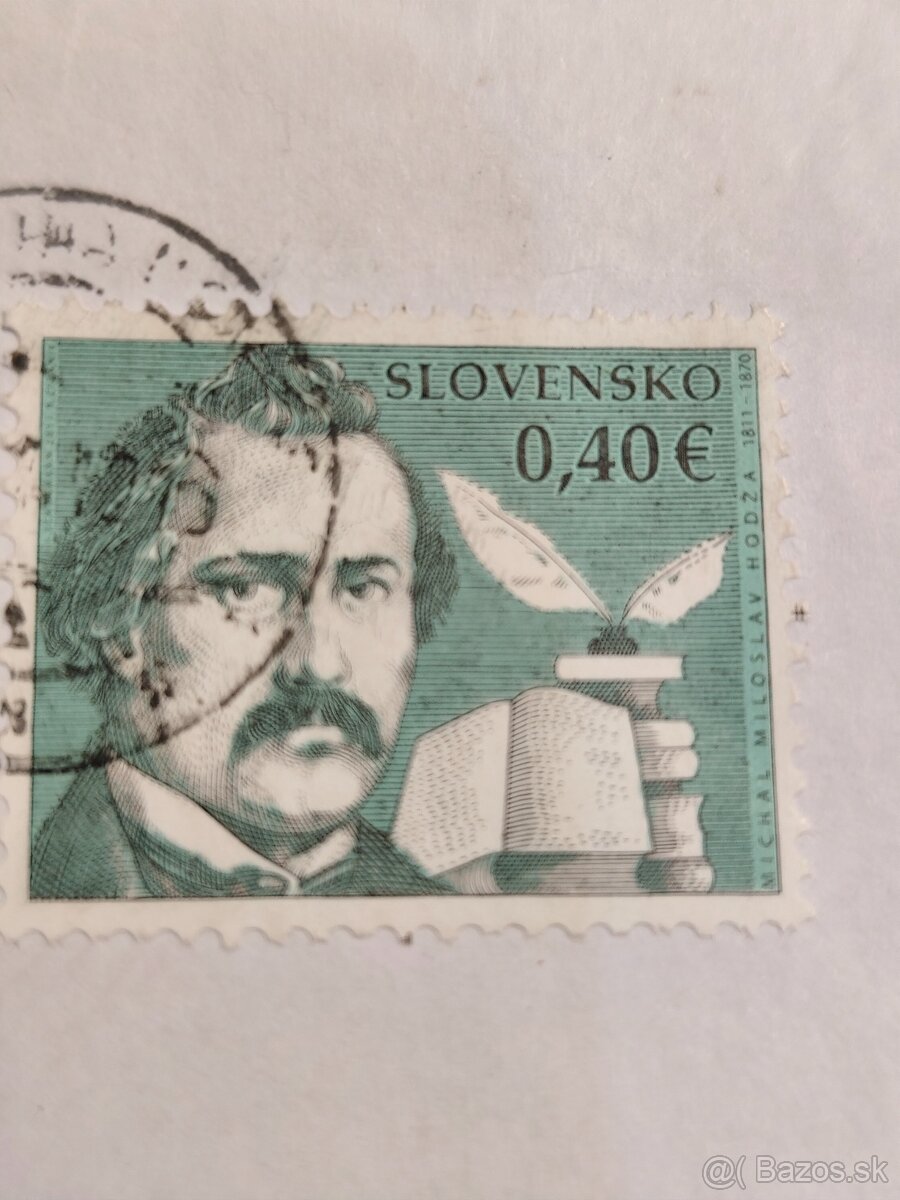 SLOVENSKO
0,40 €
MICHAL MILOSLAV HODŽA 1811–1870
@( Bazos.sk